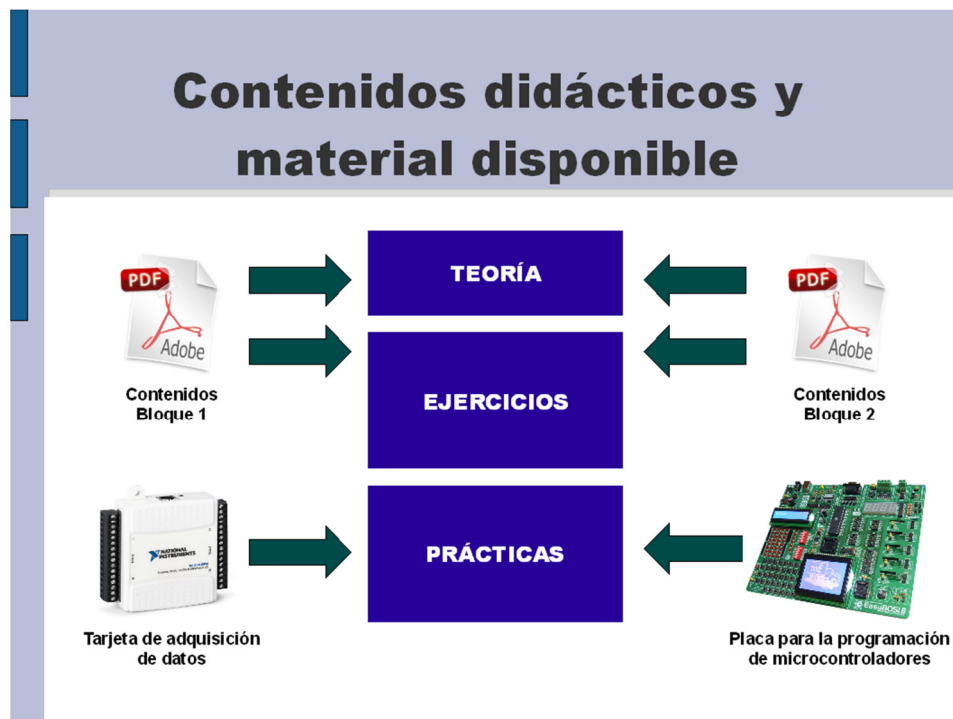 Contenidos didácticos y
material disponible
PDF
Adobe
Contenidos
Bloque 1
TEORÍA
EJERCICIOS
PRÁCTICAS
PDF
Adobe
Contenidos
Bloque 2
NATIONAL
INSTRUMENTS
Tarjeta de adquisición
de datos
Placa para la programación
de microcontroladores